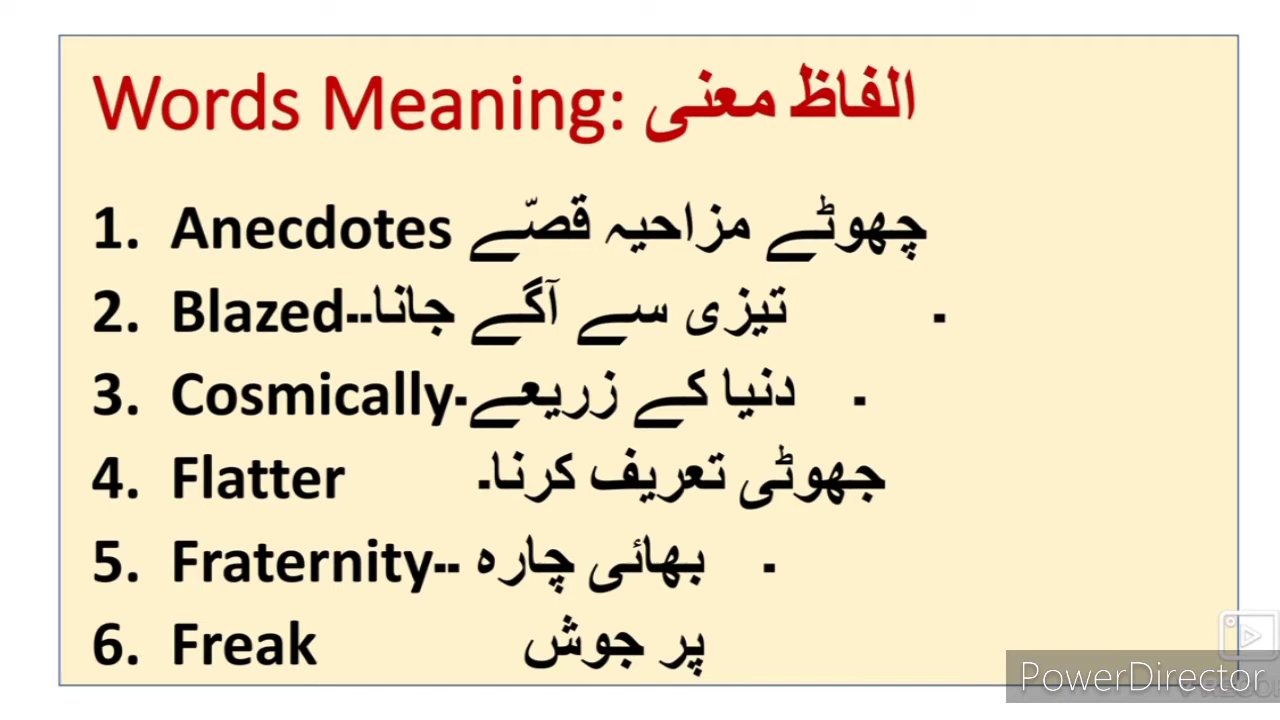 Words Meaning: الفاظ معنی
1. Anecdotes چھوٹے مزاحیہ قصّے
2. Blazed--تیزی سے آگے جانا -
3. Cosmically-دنیا کے زریعے -
4. Flatter جھوٹی تعریف کرنا-
5. Fraternity-- بھائی چارہ -
6. Freak پر جوش
PowerDirector